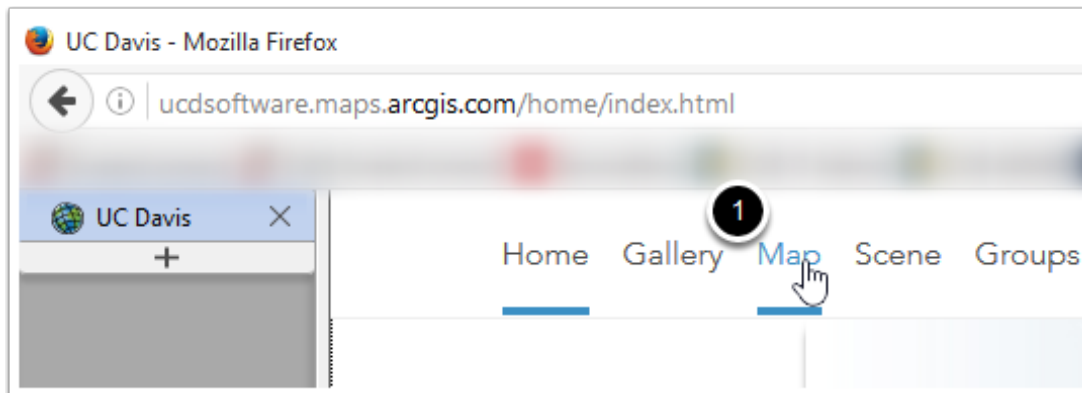 UC Davis - Mozilla Firefox
ucdsoftware.maps.arcgis.com/home/index.html
UC Davis
1
Home Gallery Map Scene Groups